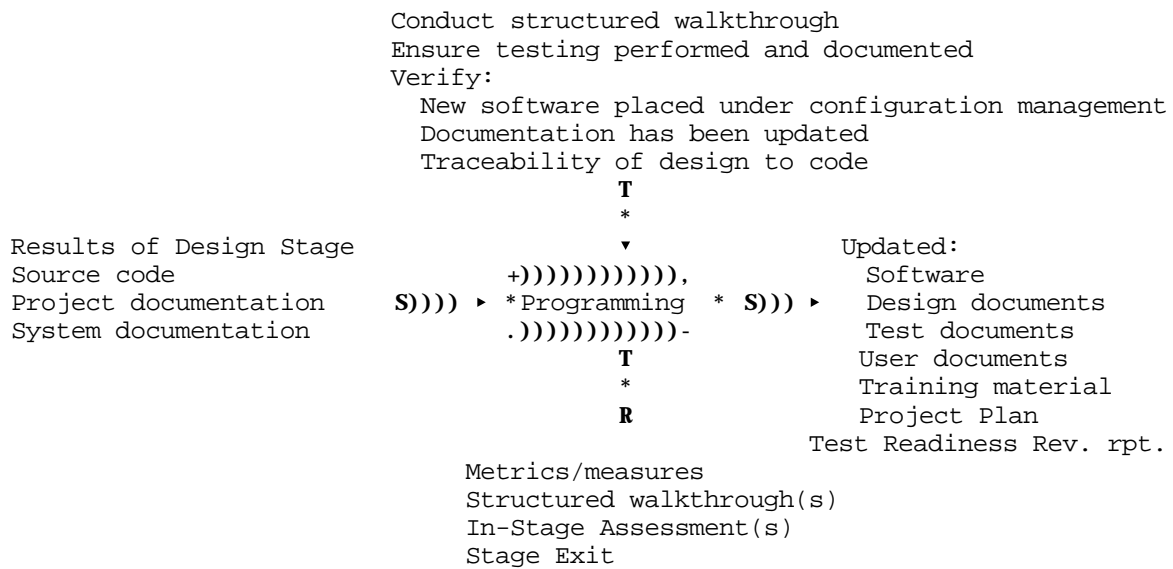 Conduct structured walkthrough
Ensure testing performed and documented
Verify:
New software placed under configuration management
Documentation has been updated
Traceability of design to code
T
*
Results of Design Stage ▼ Updated:
Source code +)))))))))))), Software
Project documentation S)))) ► *Programming * S))) ► Design documents
System documentation .))))))))))))- Test documents
T User documents
* Training material
R Project Plan
Test Readiness Rev. rpt.
Metrics/measures
Structured walkthrough(s)
In-Stage Assessment(s)
Stage Exit